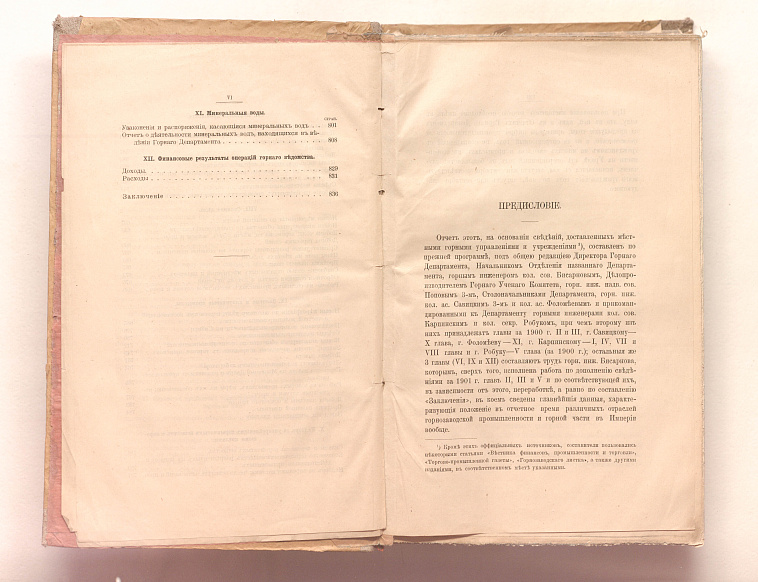 VI
XI. Минеральныя воды.
СТРАН.
Узаконенія и распоряженія, касающіяся минеральныхъ водъ . . 801
Отчетъ о дѣятельности минеральныхъ водъ, находящихся въ вѣ-
дѣніи Горнаго Департамента . . . . . . . . . . . . . . . 808
XII. Финансовые результаты операцій горнаго вѣдомства.
Доходы . . . . . . . . . . . . . . . . . . . . . . . . . 829
Расходы . . . . . . . . . . . . . . . . . . . . . . . . 831
Заключеніе . . . . . . . . . . . . . . . . . . . . . . . 836
ПРЕДИСЛОВІЕ.
Отчетъ этотъ, на основаніи свѣдѣній, доставленныхъ мѣст-
ными горными управленіями и учрежденіями ¹), составленъ по
прежней программѣ, подъ общею редакціею Директора Горнаго
Департамента, Начальникомъ Отдѣленія названнаго Департа-
мента, горнымъ инженеромъ кол. сов. Бисарновымъ, Дѣлопро-
изводителемъ Горнаго Ученаго Комитета, горн. инж. надв. сов.
Поповымъ 3-мъ, Столоначальниками Департамента, горн. инж.
кол. ас. Савицкимъ 3-мъ и кол. ас. Фоломѣевымъ и прикоман-
дированными къ Департаменту горными инженерами кол. сов.
Карпинскимъ и кол. секр. Робукомъ, при чемъ второму изъ
нихъ принадлежатъ главы за 1900 г. II и III, г. Савицкому—
X глава, г. Фоломѣеву—XI, г. Карпинскому—I, IV, VII и
VIII главы и г. Робуку—V глава (за 1900 г.); остальныя же
3 главы (VI, IX и XII) составляютъ трудъ горн. инж. Бисарнова,
которымъ, сверхъ того, исполнена работа по дополненію свѣдѣ-
ніями за 1901 г. главъ II, III и V и по соотвѣтствующей ихъ,
въ зависимости отъ этого, переработкѣ, а равно по составленію
«Заключенія», въ коемъ сведены главнѣйшія данныя, характе-
ризующія положеніе въ отчетное время различныхъ отраслей
горнозаводской промышленности и горной части въ Имперіи
вообще.
¹) Кромѣ этихъ оффиціальныхъ источниковъ, составители пользовались
нѣкоторыми статьями «Вѣстника финансовъ, промышленности и торговли»,
«Торгово-промышленной газеты», «Горнозаводскаго листка», а также другими
изданіями, въ соотвѣтственномъ мѣстѣ указанными.